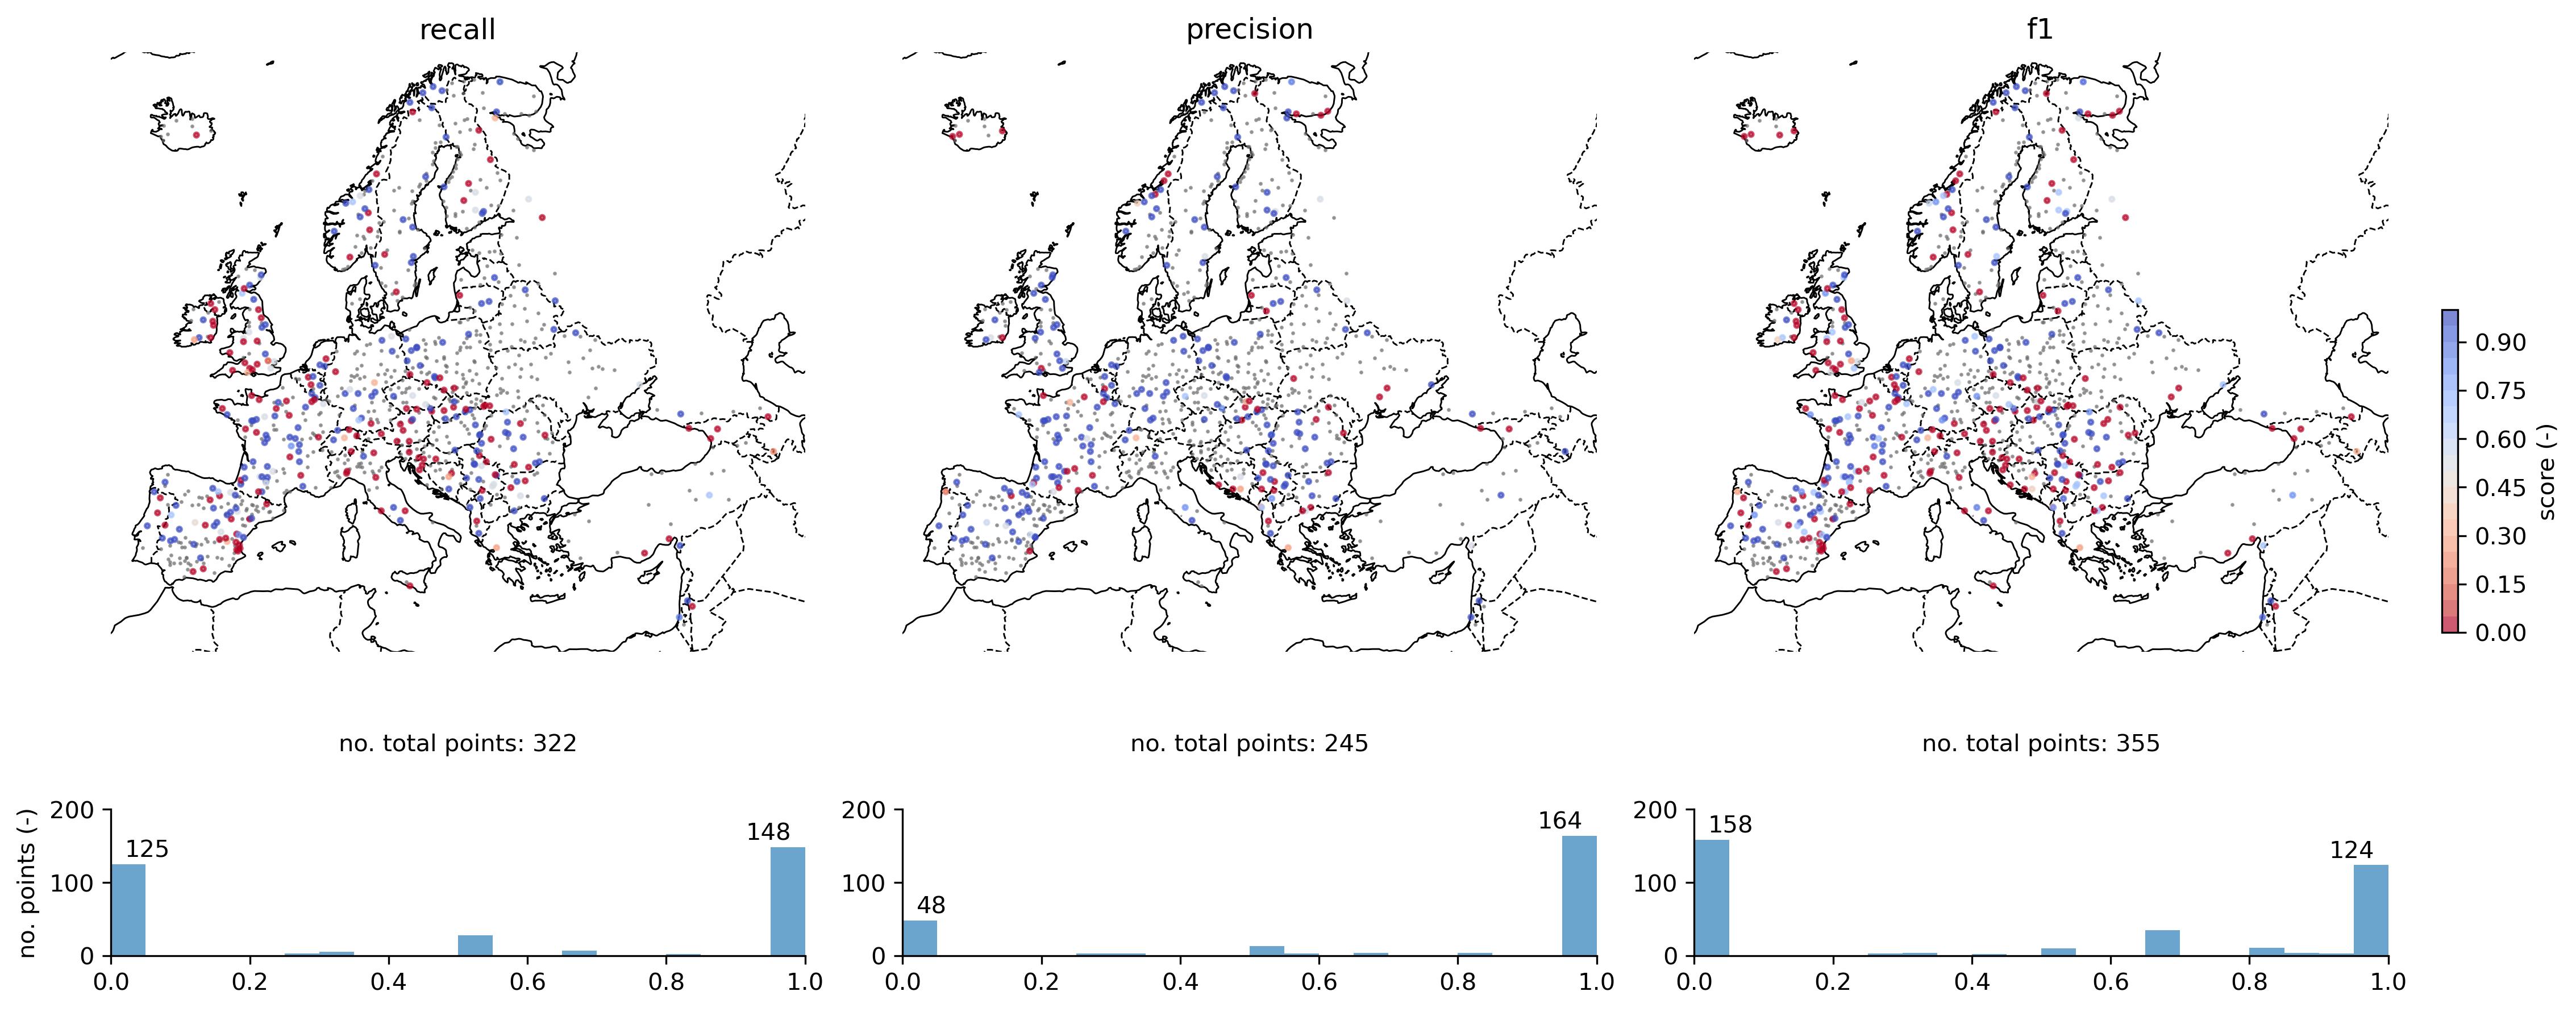 recall
precision
f1
0.90
0.75
0.60
0.45
0.30
0.15
0.00
score (-)
no. total points: 322
no. total points: 245
no. total points: 355
no. points (-)
200
100
0
125
148
0.0 0.2 0.4 0.6 0.8 1.0
200
100
0
48
164
0.0 0.2 0.4 0.6 0.8 1.0
200
100
0
158
124
0.0 0.2 0.4 0.6 0.8 1.0